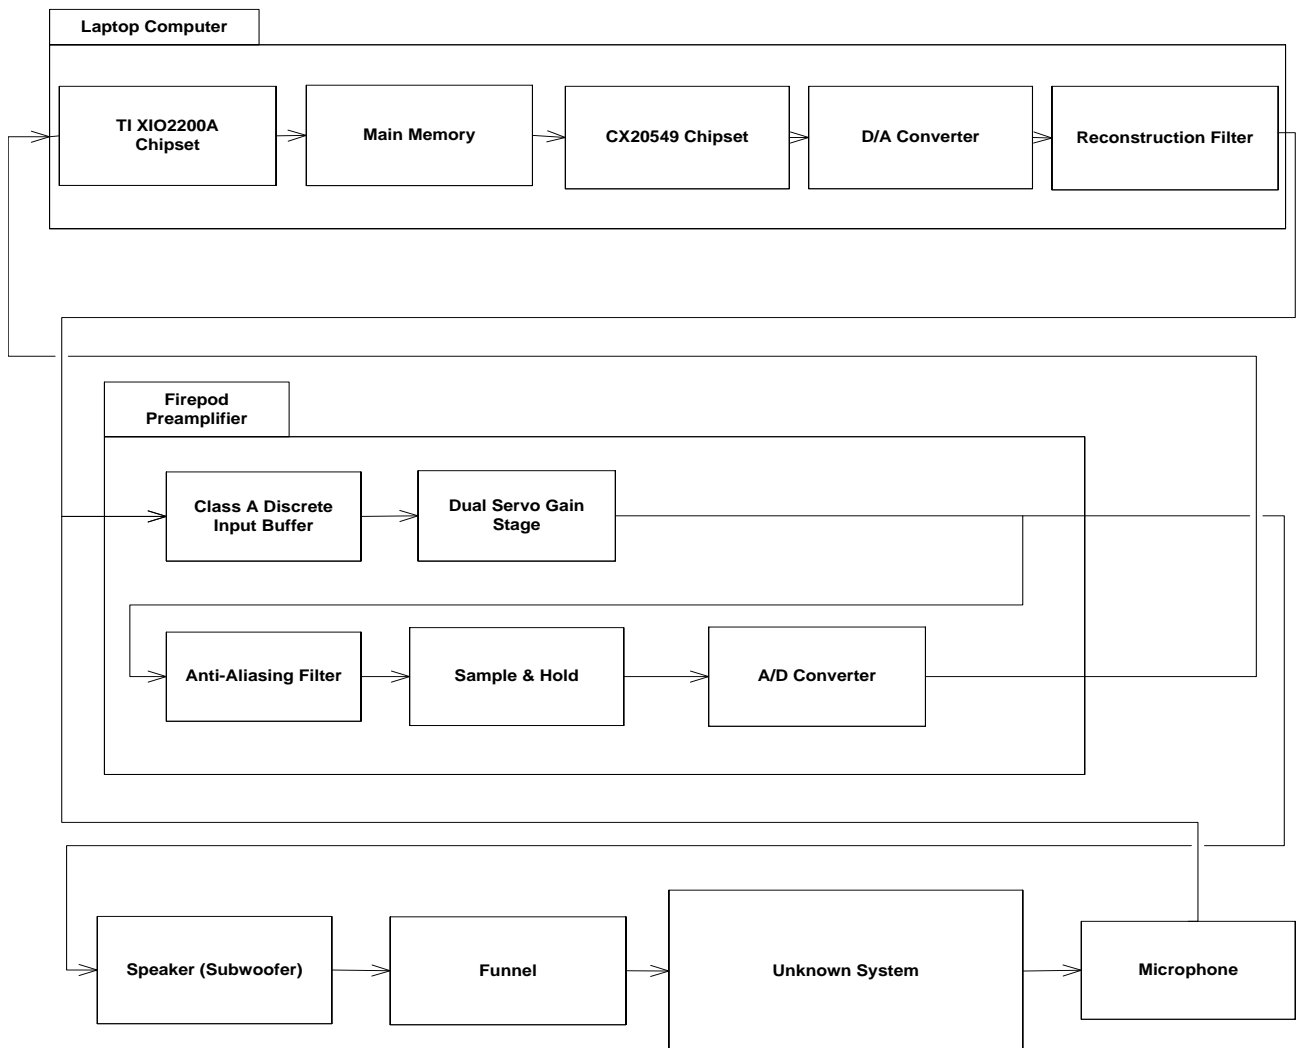 Laptop Computer
TI XIO2200A
Chipset
Main Memory
CX20549 Chipset
D/A Converter
Reconstruction Filter
Firepod
Preamplifier
Class A Discrete
Input Buffer
Dual Servo Gain
Stage
Anti-Aliasing Filter
Sample & Hold
A/D Converter
Speaker (Subwoofer)
Funnel
Unknown System
Microphone